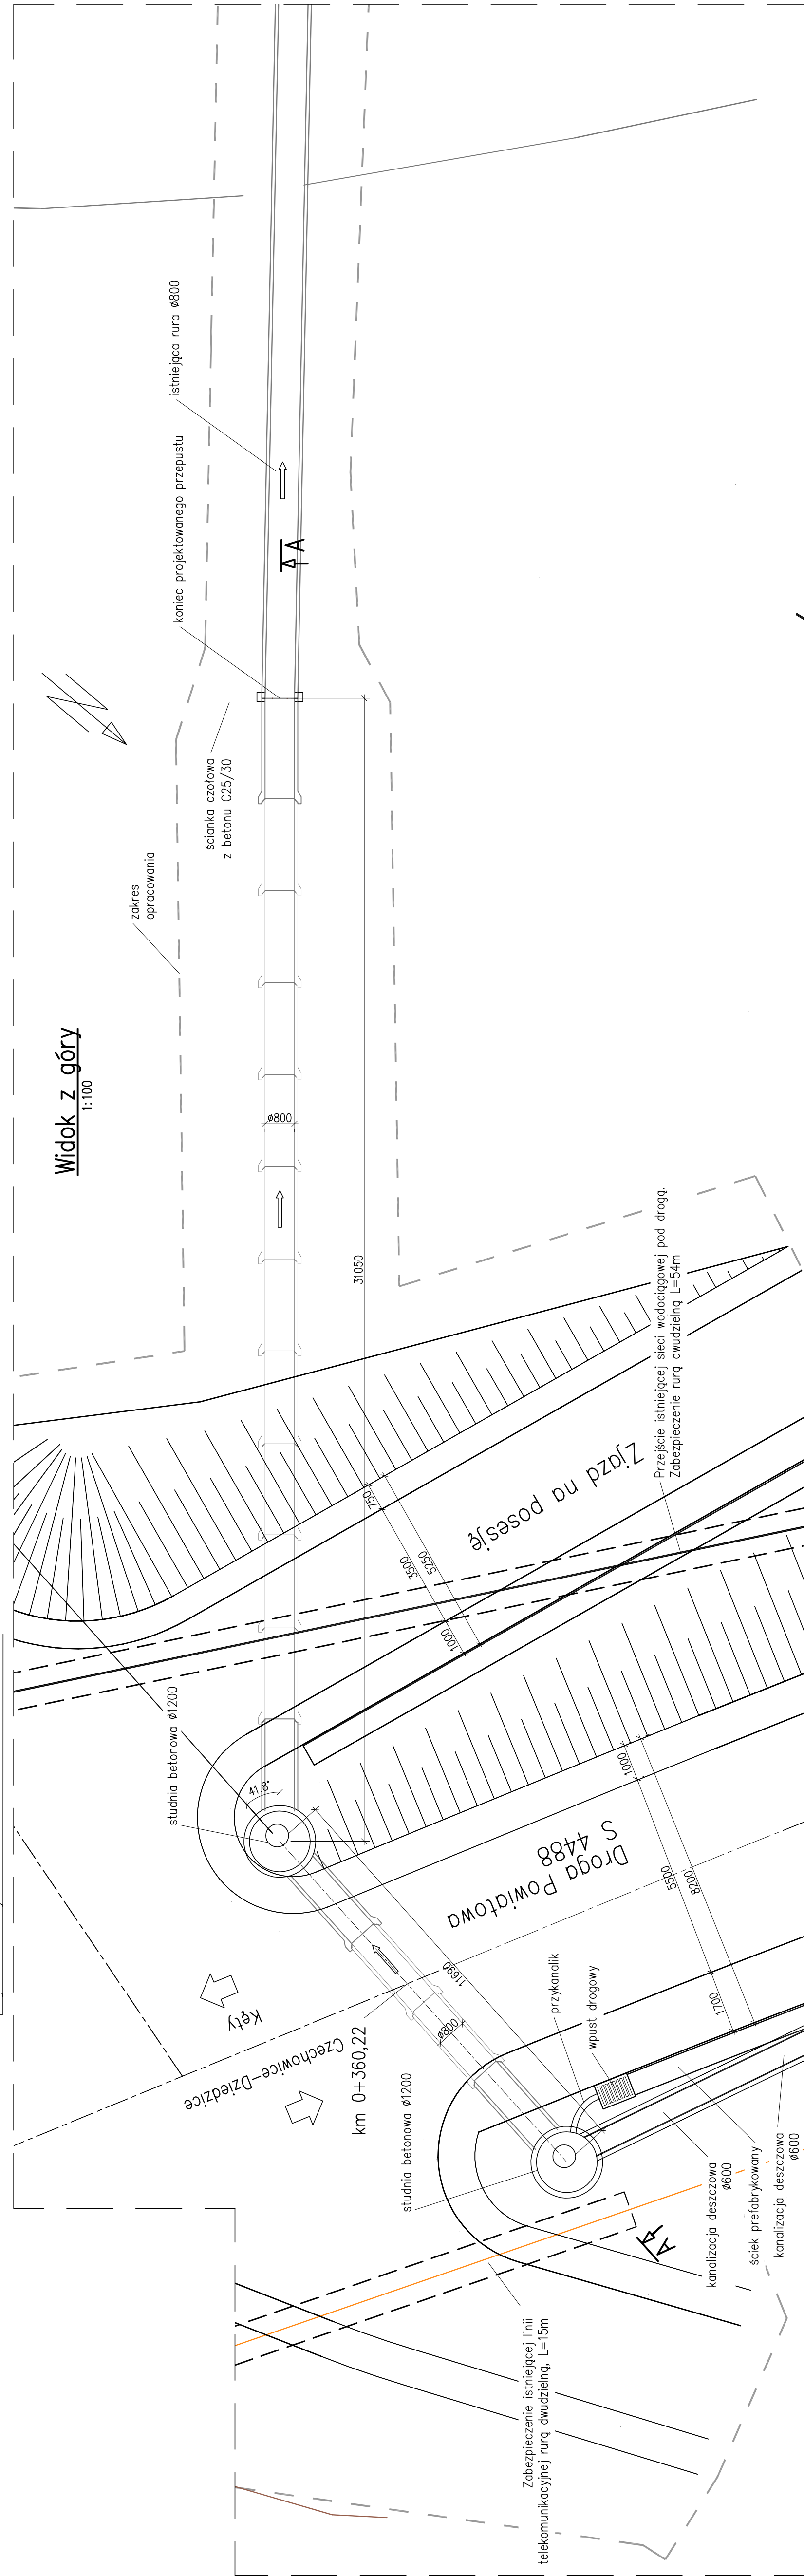 Widok z góry
1:100
zakres
opracowania
ścianka czołowa
z betonu C25/30
koniec projektowanego przepustu
istniejąca rura ø800
A
ø800
31050
studnia betonowa ø1200
41,8°
750
3500
5250
1000
Zjazd na posesję
Przejście istniejącej sieci wodociągowej pod drogą.
Zabezpieczenie rurą dwudzielną L=54m
Droga Powiatowa
S 4488
1000
5500
8200
1700
Kęty
Czechowice-Dziedzice
km 0+360,22
11690
ø800
studnia betonowa ø1200
przykanalik
wpust drogowy
A
kanalizacja deszczowa
ø600
ściek prefabrykowany
kanalizacja deszczowa
ø600
Zabezpieczenie istniejącej linii
telekomunikacyjnej rurą dwudzielną, L=15m